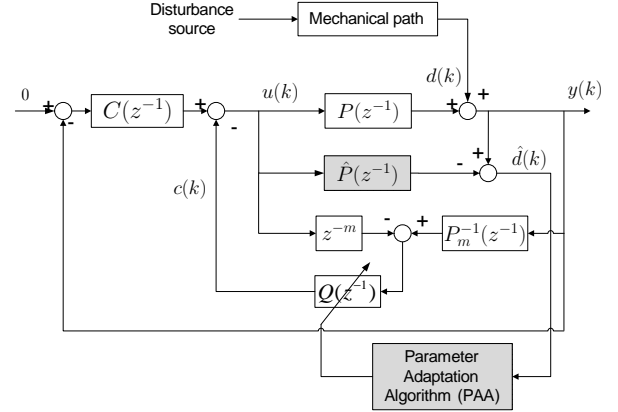 Disturbance source
Mechanical path
d(k)
0
+
-
C(z^{-1})
+
-
u(k)
P(z^{-1})
+
+
y(k)
c(k)
\hat{P}(z^{-1})
-
+
\hat{d}(k)
z^{-m}
-
+
P_m^{-1}(z^{-1})
Q(z^{-1})
Parameter
Adaptation
Algorithm (PAA)